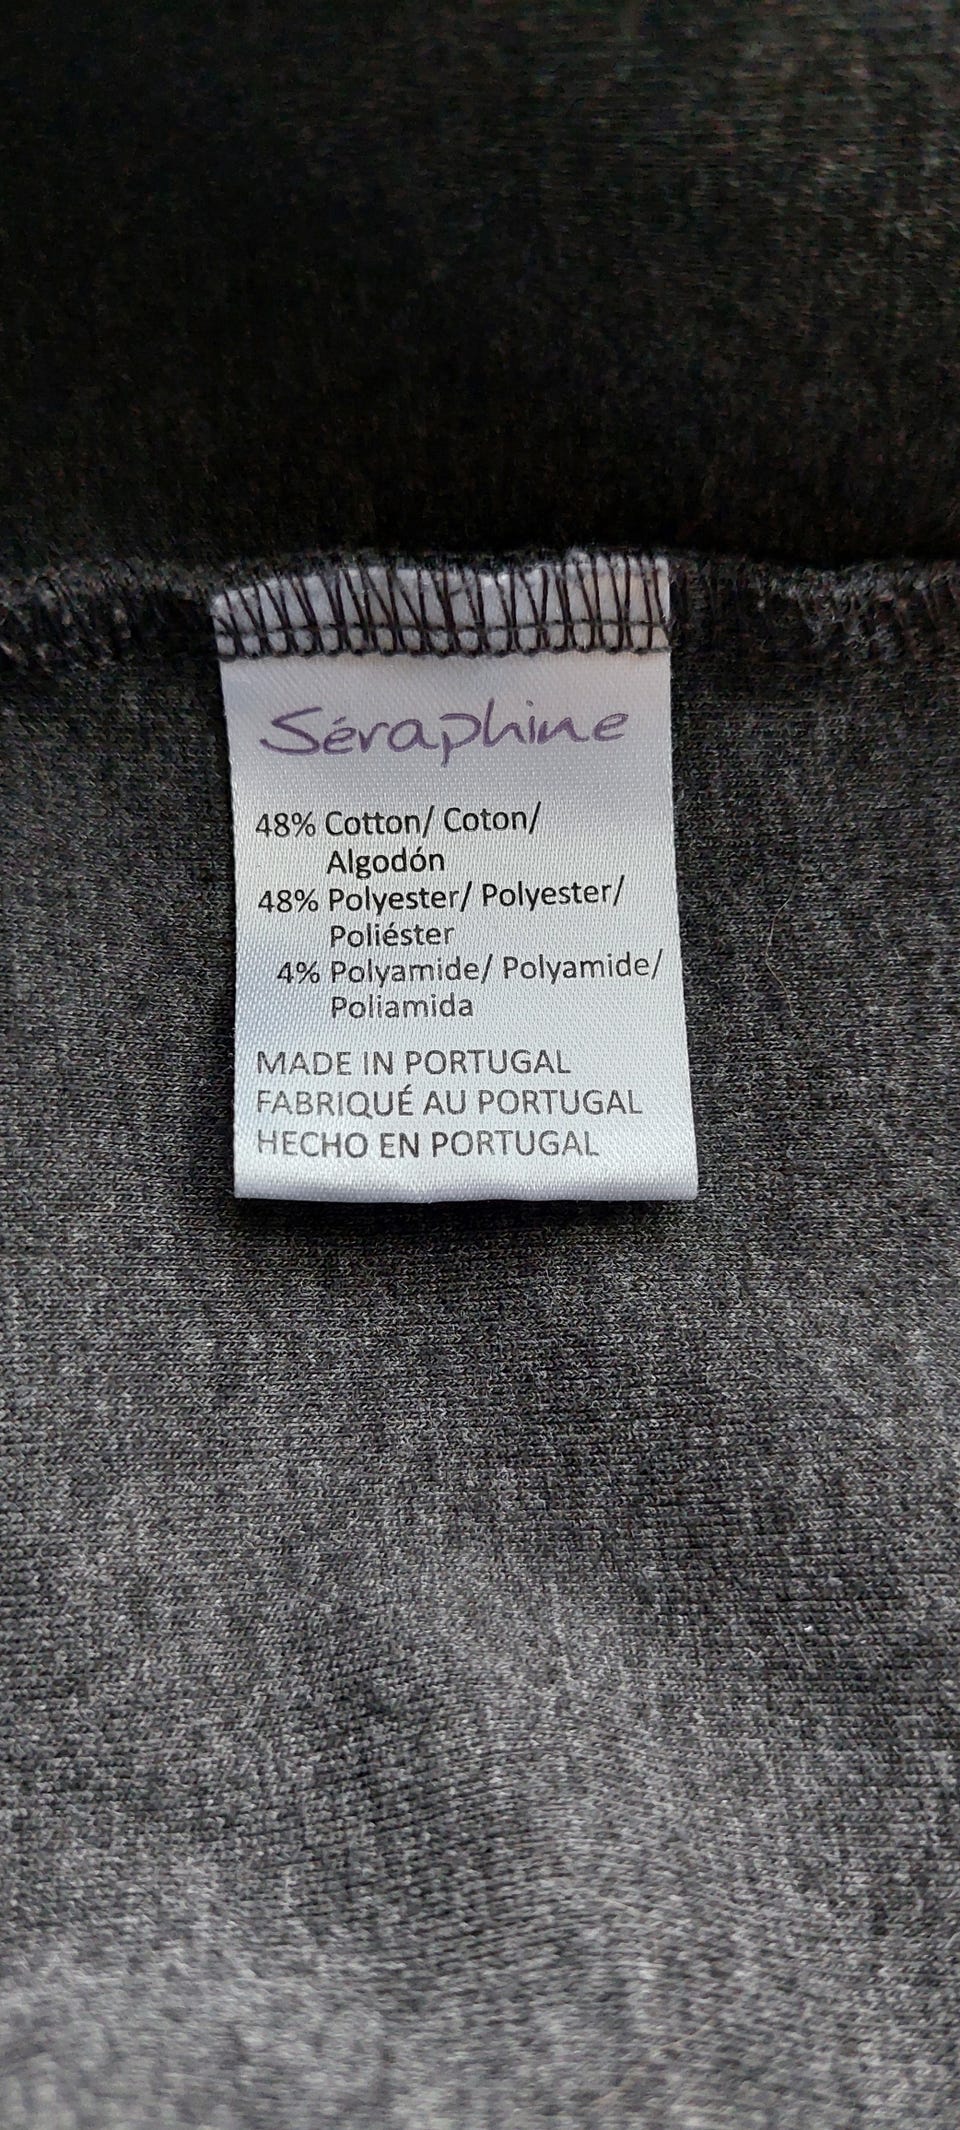 Séraphine
48% Cotton/ Coton/
Algodón
48% Polyester/ Polyester/
Poliéster
4% Polyamide/ Polyamide/
Poliamida
MADE IN PORTUGAL
FABRIQUÉ AU PORTUGAL
HECHO EN PORTUGAL